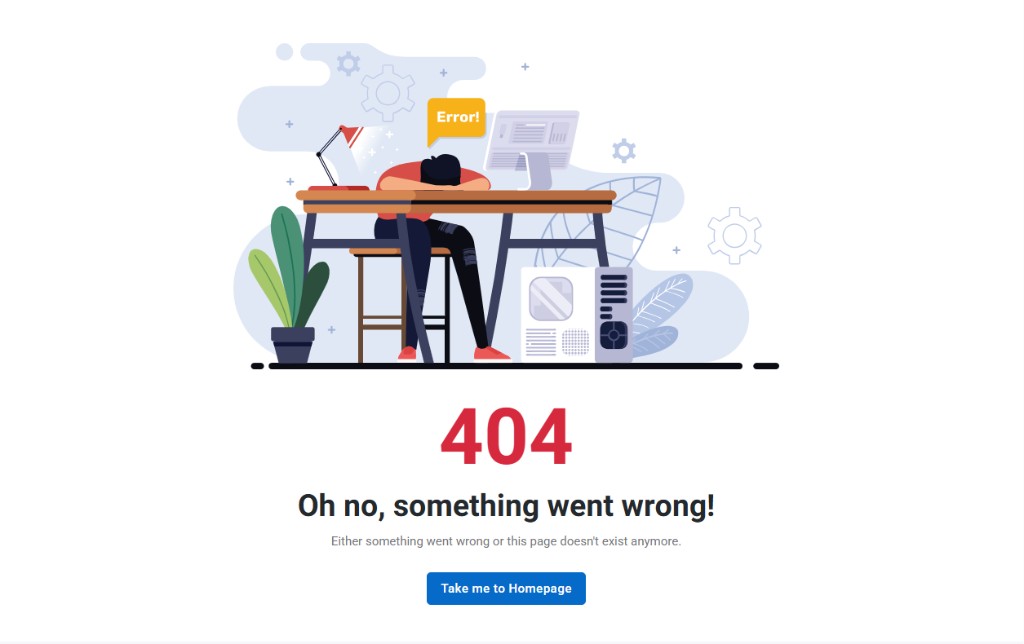 Error!
404
Oh no, something went wrong!
Either something went wrong or this page doesn't exist anymore.
Take me to Homepage